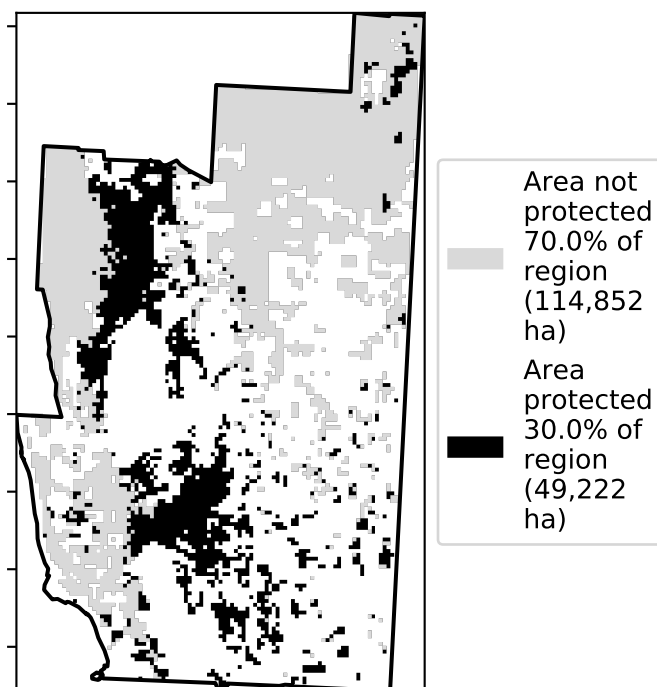 Area not
protected
70.0% of
region
(114,852
ha)
Area
protected
30.0% of
region
(49,222
ha)